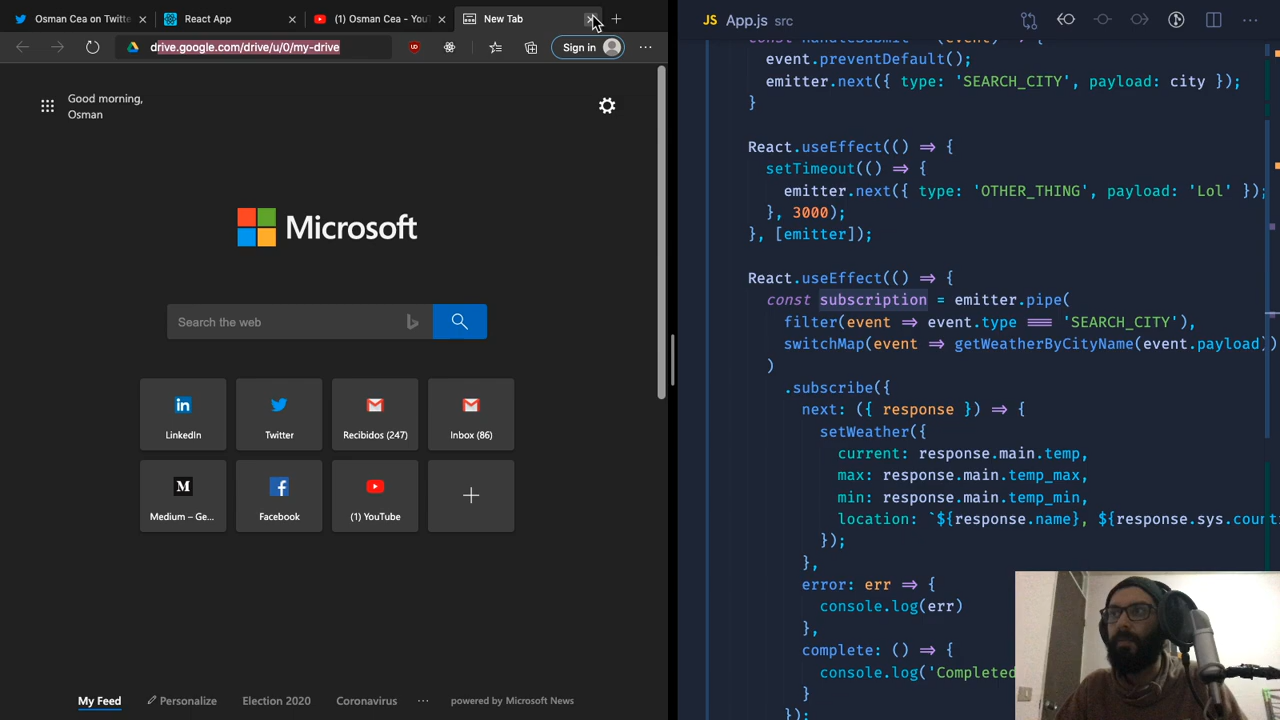 Osman Cea on Twitte
React App
(1) Osman Cea - YouT
New Tab
drive.google.com/drive/u/0/my-drive
Sign in
Good morning,
Osman
Microsoft
Search the web
LinkedIn
Twitter
Recibidos (247)
Inbox (86)
Medium – Ge...
Facebook
(1) YouTube
My Feed
Personalize
Election 2020
Coronavirus
powered by Microsoft News
JS App.js src
event.preventDefault();
emitter.next({ type: 'SEARCH_CITY', payload: city });
}
React.useEffect(() => {
setTimeout(() => {
emitter.next({ type: 'OTHER_THING', payload: 'Lol' });
}, 3000);
}, [emitter]);
React.useEffect(() => {
const subscription = emitter.pipe(
filter(event => event.type === 'SEARCH_CITY'),
switchMap(event => getWeatherByCityName(event.payload))
)
.subscribe({
next: ({ response }) => {
setWeather({
current: response.main.temp,
max: response.main.temp_max,
min: response.main.temp_min,
location: `${response.name}, ${response.sys.count
});
},
error: err => {
console.log(err)
},
complete: () => {
console.log('Completed
}
});